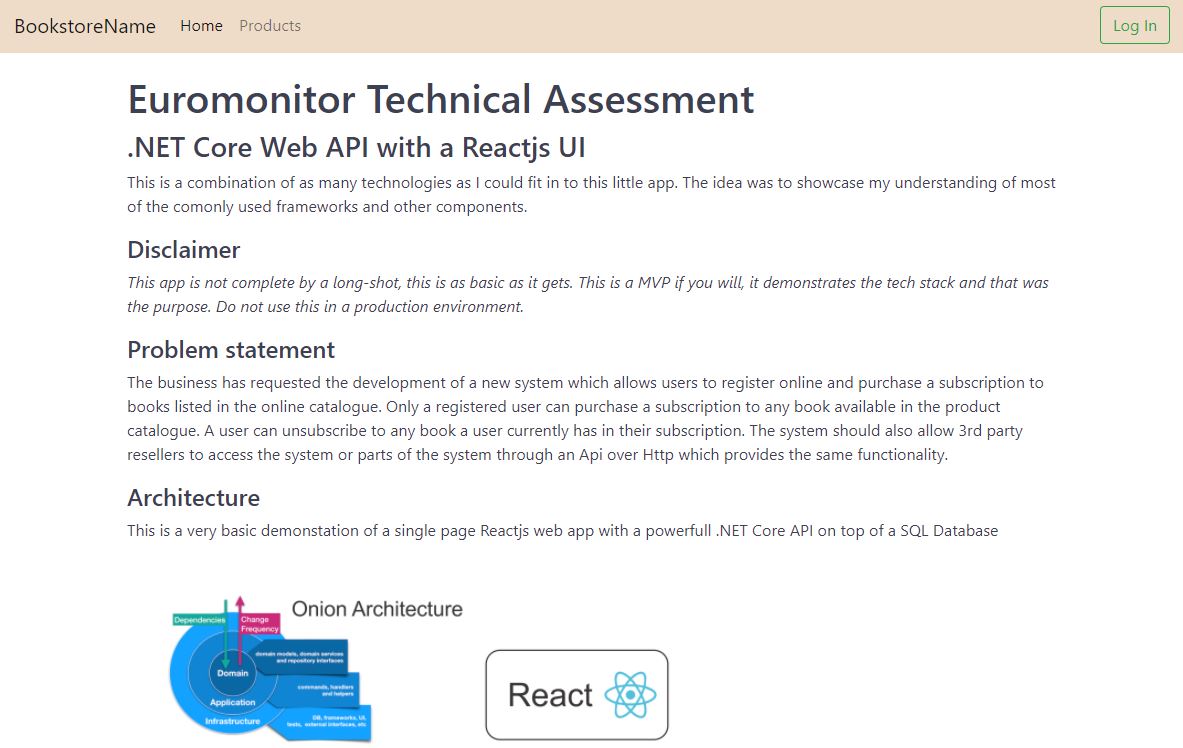 BookstoreName Home Products Log In
Euromonitor Technical Assessment
.NET Core Web API with a Reactjs UI
This is a combination of as many technologies as I could fit in to this little app. The idea was to showcase my understanding of most
of the comonly used frameworks and other components.
Disclaimer
This app is not complete by a long-shot, this is as basic as it gets. This is a MVP if you will, it demonstrates the tech stack and that was
the purpose. Do not use this in a production environment.
Problem statement
The business has requested the development of a new system which allows users to register online and purchase a subscription to
books listed in the online catalogue. Only a registered user can purchase a subscription to any book available in the product
catalogue. A user can unsubscribe to any book a user currently has in their subscription. The system should also allow 3rd party
resellers to access the system or parts of the system through an Api over Http which provides the same functionality.
Architecture
This is a very basic demonstation of a single page Reactjs web app with a powerfull .NET Core API on top of a SQL Database
Onion Architecture
Dependencies
Change
Frequency
domain models, domain services
and repository interfaces
Domain
commands, handlers
and helpers
Application
Infrastructure
DB, frameworks, UI,
tests, external interfaces, etc
React